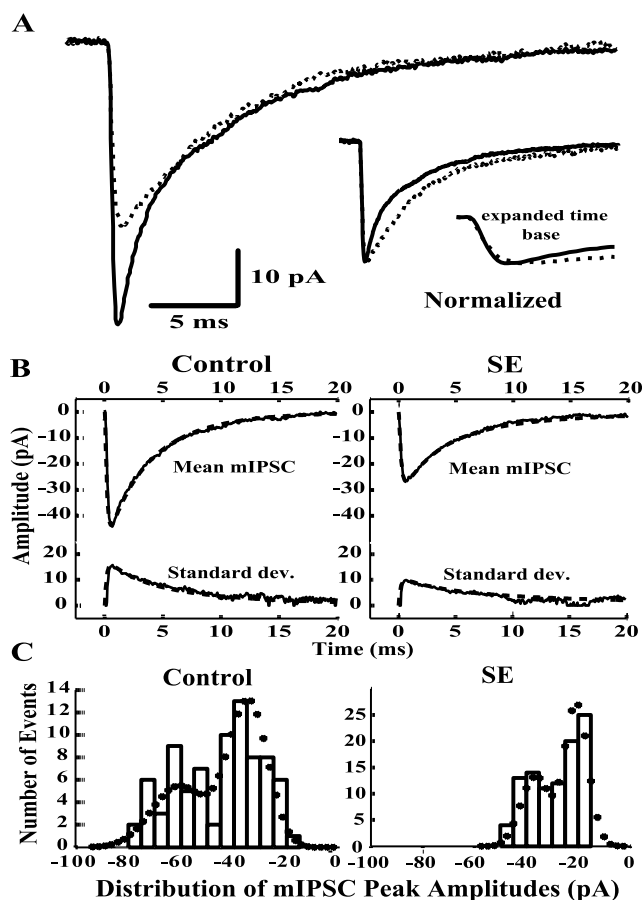 A
10 pA
5 ms
expanded time
base
Normalized
B
Control
SE
0 5 10 15 20
0 5 10 15 20
Amplitude (pA)
0
-10
-20
-30
-40
Mean mIPSC
0
-10
-20
-30
-40
Mean mIPSC
20
10
0
Standard dev.
20
10
0
Standard dev.
0 5 10 15 20
0 5 10 15 20
Time (ms)
C
Control
SE
Number of Events
14
12
10
8
6
4
2
0
25
20
15
10
5
0
-100 -80 -60 -40 -20 0
-80 -60 -40 -20 0
Distribution of mIPSC Peak Amplitudes (pA)